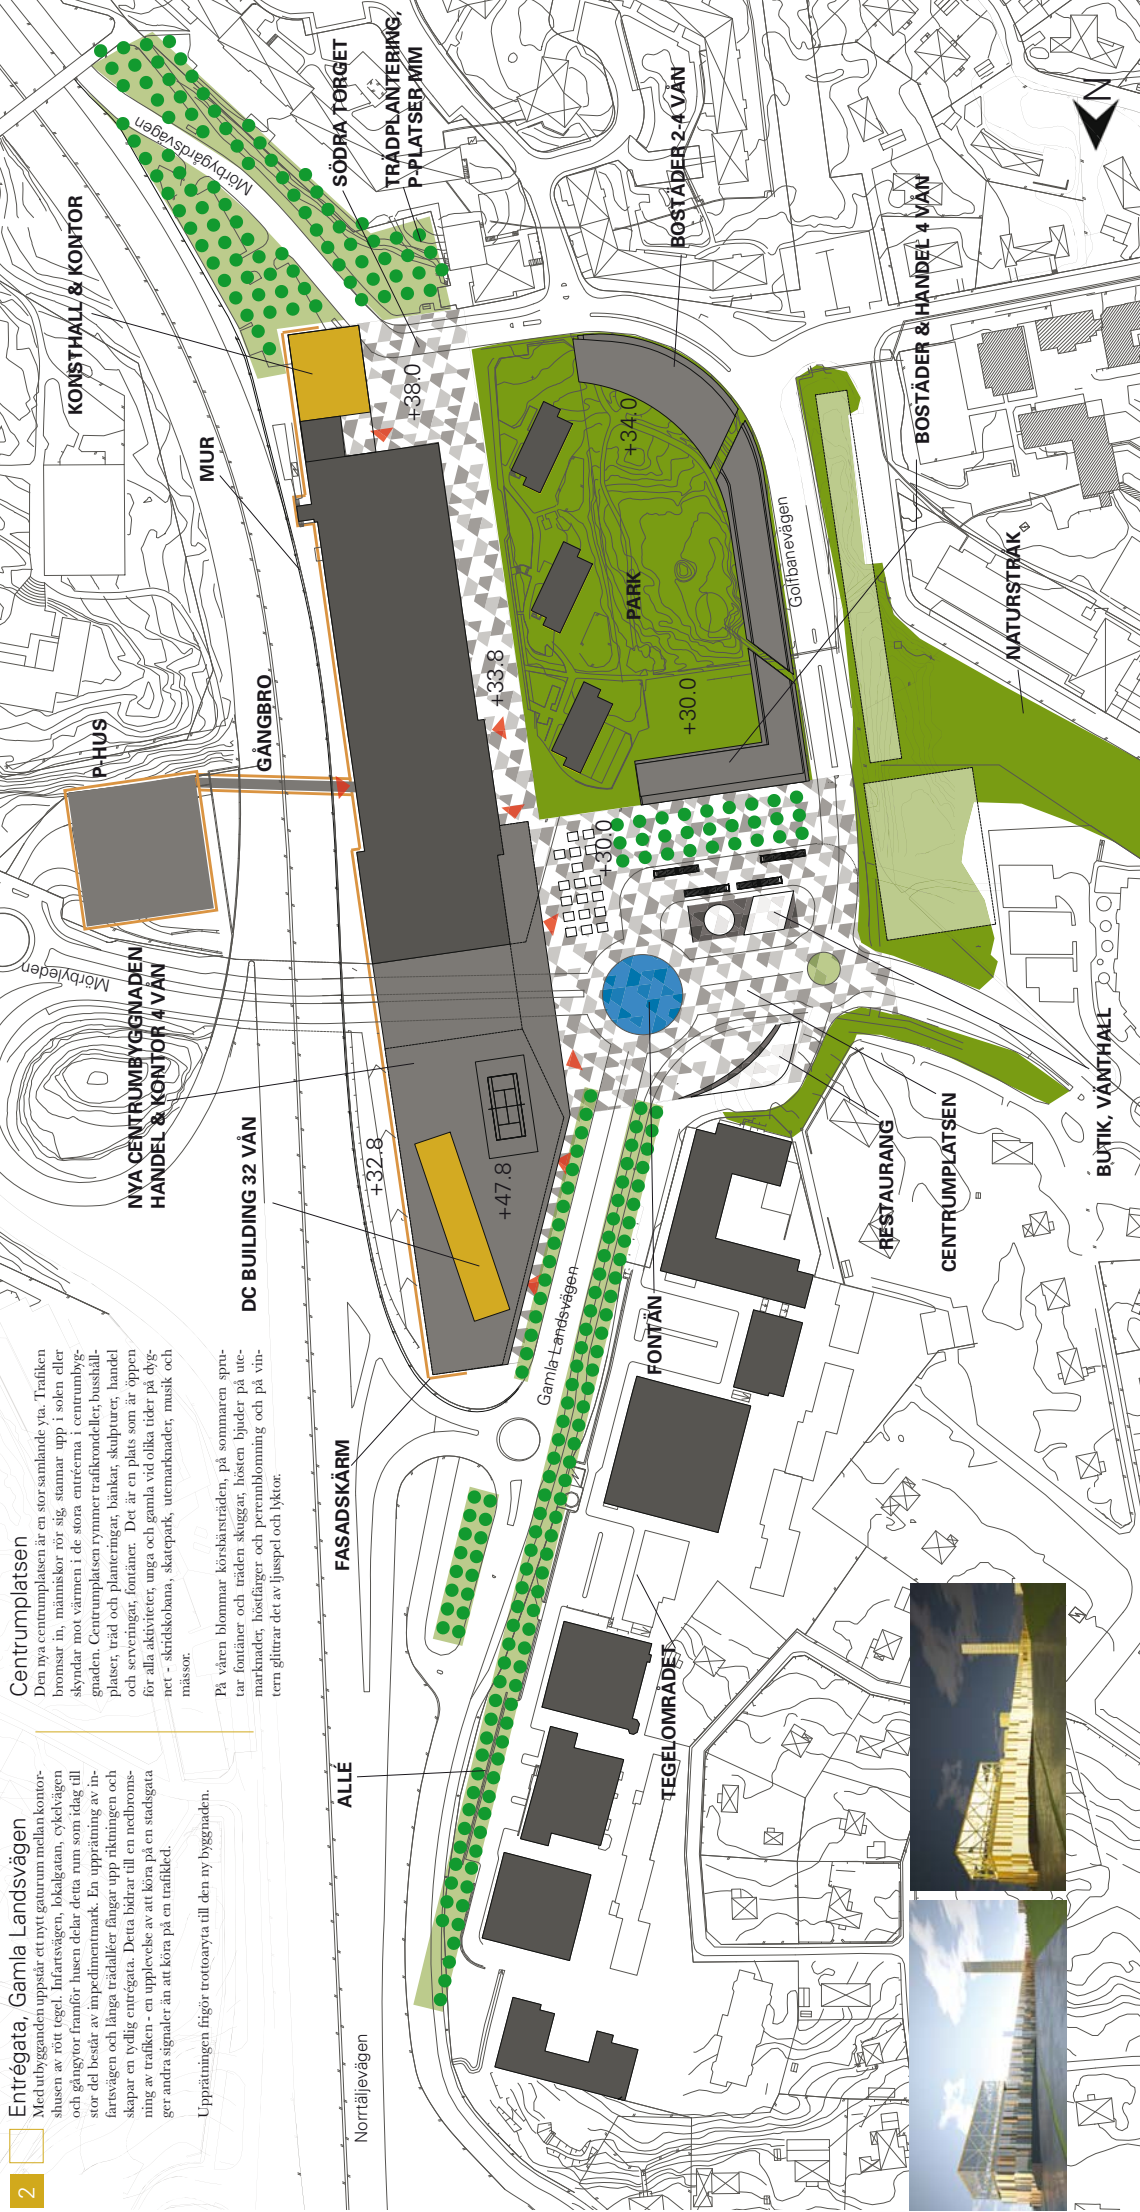 2
Entrégata, Gamla Landsvägen
Med utbygganden uppstår ett nytt gaturum mellan kontor-
shusen av rött tegel. Infartsvägen, lokalgatan, cykelvägen
och gångytor framför husen delar detta rum som idag till
stor del består av impedimentmark. En upprätning av in-
fartsvägen och långa trädalléer fångar upp riktningen och
skapar en tydlig entrégata. Detta bidrar till en nedbroms-
ning av trafiken - en upplevelse av att köra på en stadsgata
ger andra signaler än att köra på en trafikled.
Upprätningen frigör trottoaryta till den ny byggnaden.
Centrumplatsen
Den nya centrumplatsen är en stor samlande yta. Trafiken
bromsar in, människor rör sig, stannar upp i solen eller
skyndar mot värmen i de stora entréerna i centrumbyg-
gnaden. Centrumplatsen rymmer trafikrondeller, busshåll-
platser, träd och planteringar, bänkar, skulpturer, handel
och serveringar, fontäner. Det är en plats som är öppen
för alla aktiviteter, unga och gamla vid olika tider på dyg-
net - skridskobana, skatepark, utemarknader, musik och
mässor.
På våren blommar körsbärsträden, på sommaren spru-
tar fontäner och träden skuggar, hösten bjuder på ute-
marknader, höstfärger och perennblomning och på vin-
tern glittrar det av ljusspel och lyktor.
NYA CENTRUMBYGGNADEN
HANDEL & KONTOR 4 VÅN
DC BUILDING 32 VÅN
FASADSKÄRM
ALLÉ
Norrtäljevägen
Mörbyleden
P-HUS
GÅNGBRO
MUR
KONSTHALL & KONTOR
Mörbygårdsvägen
SÖDRA TORGET
TRÄDPLANTERING,
P-PLATSER MM
BOSTÄDER 2-4 VÅN
BOSTÄDER & HANDEL 4 VÅN
N
+32.8
+47.8
+33.8
+38.0
+34.0
+30.0
+30.0
PARK
Golfbanevägen
NATURSTRÅK
Gamla Landsvägen
FONTÄN
TEGELOMRÅDET
RESTAURANG
CENTRUMPLATSEN
BUTIK, VÄNTHALL